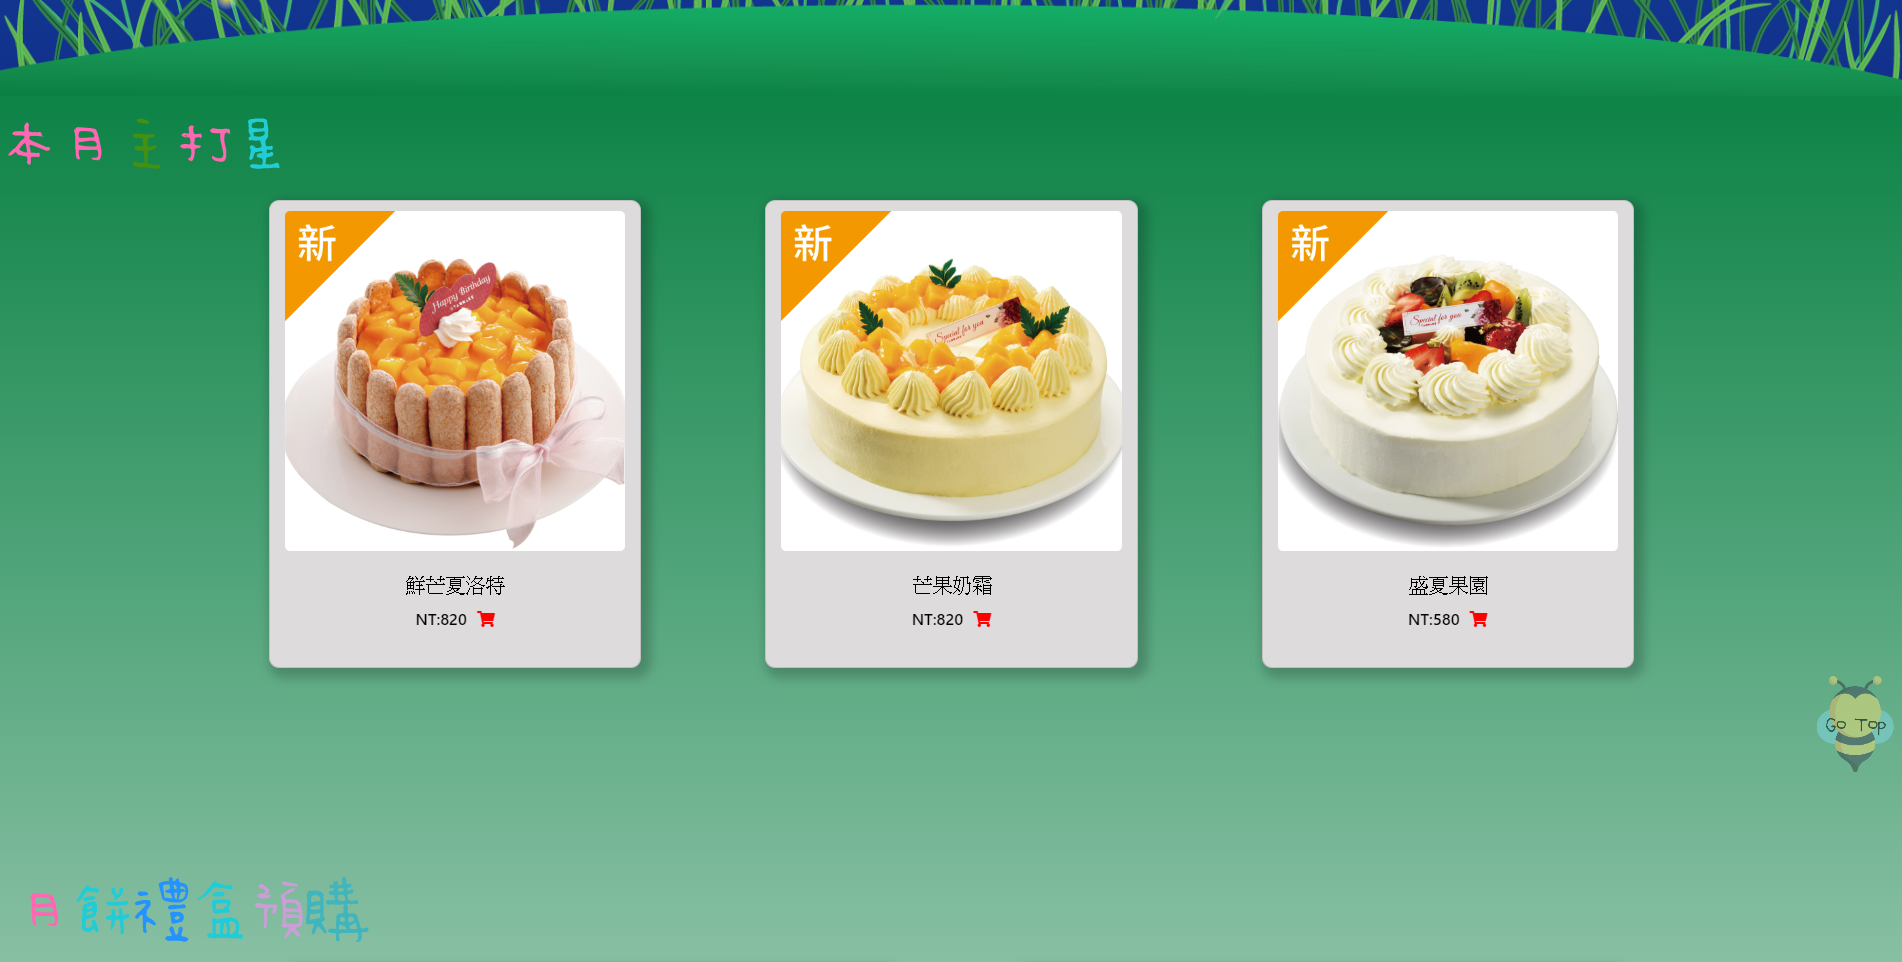 本月主打星
新
Happy Birthday
鮮芒夏洛特
NT:820
新
Special for you
芒果奶霜
NT:820
新
Special for you
盛夏果園
NT:580
Go Top
月餅禮盒預購